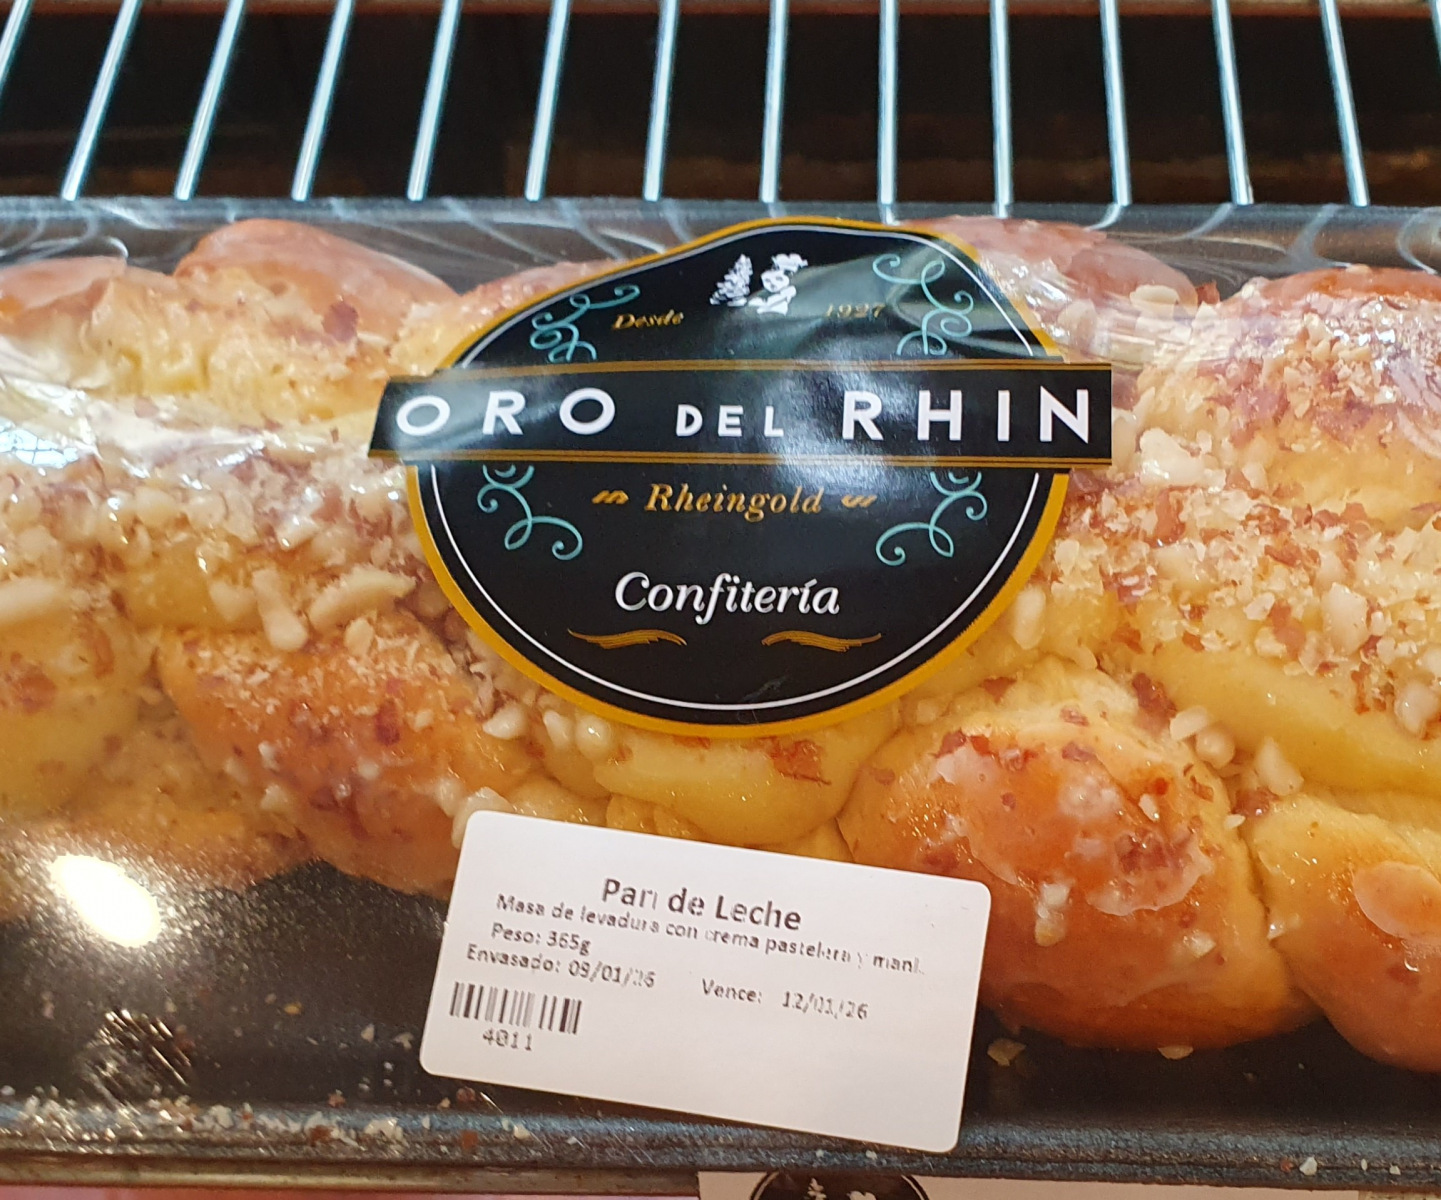 Desde 1927
ORO DEL RHIN
Rheingold
Confitería
Pan de Leche
Masa de levadura con crema pastelera y maní.
Peso: 365g
Envasado: 09/01/26 Vence: 12/01/26
4011